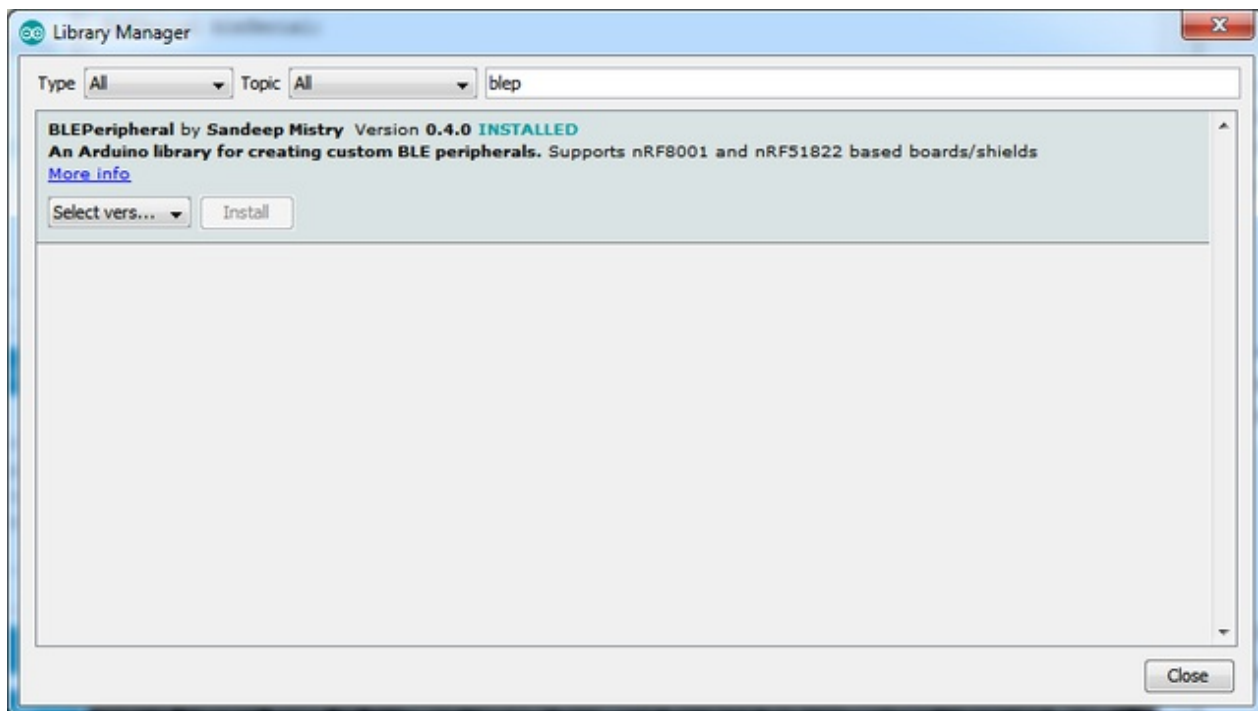 Library Manager
Type All Topic All blep
BLEPeripheral by Sandeep Mistry Version 0.4.0 INSTALLED
An Arduino library for creating custom BLE peripherals. Supports nRF8001 and nRF51822 based boards/shields
More info
Select vers... Install
Close